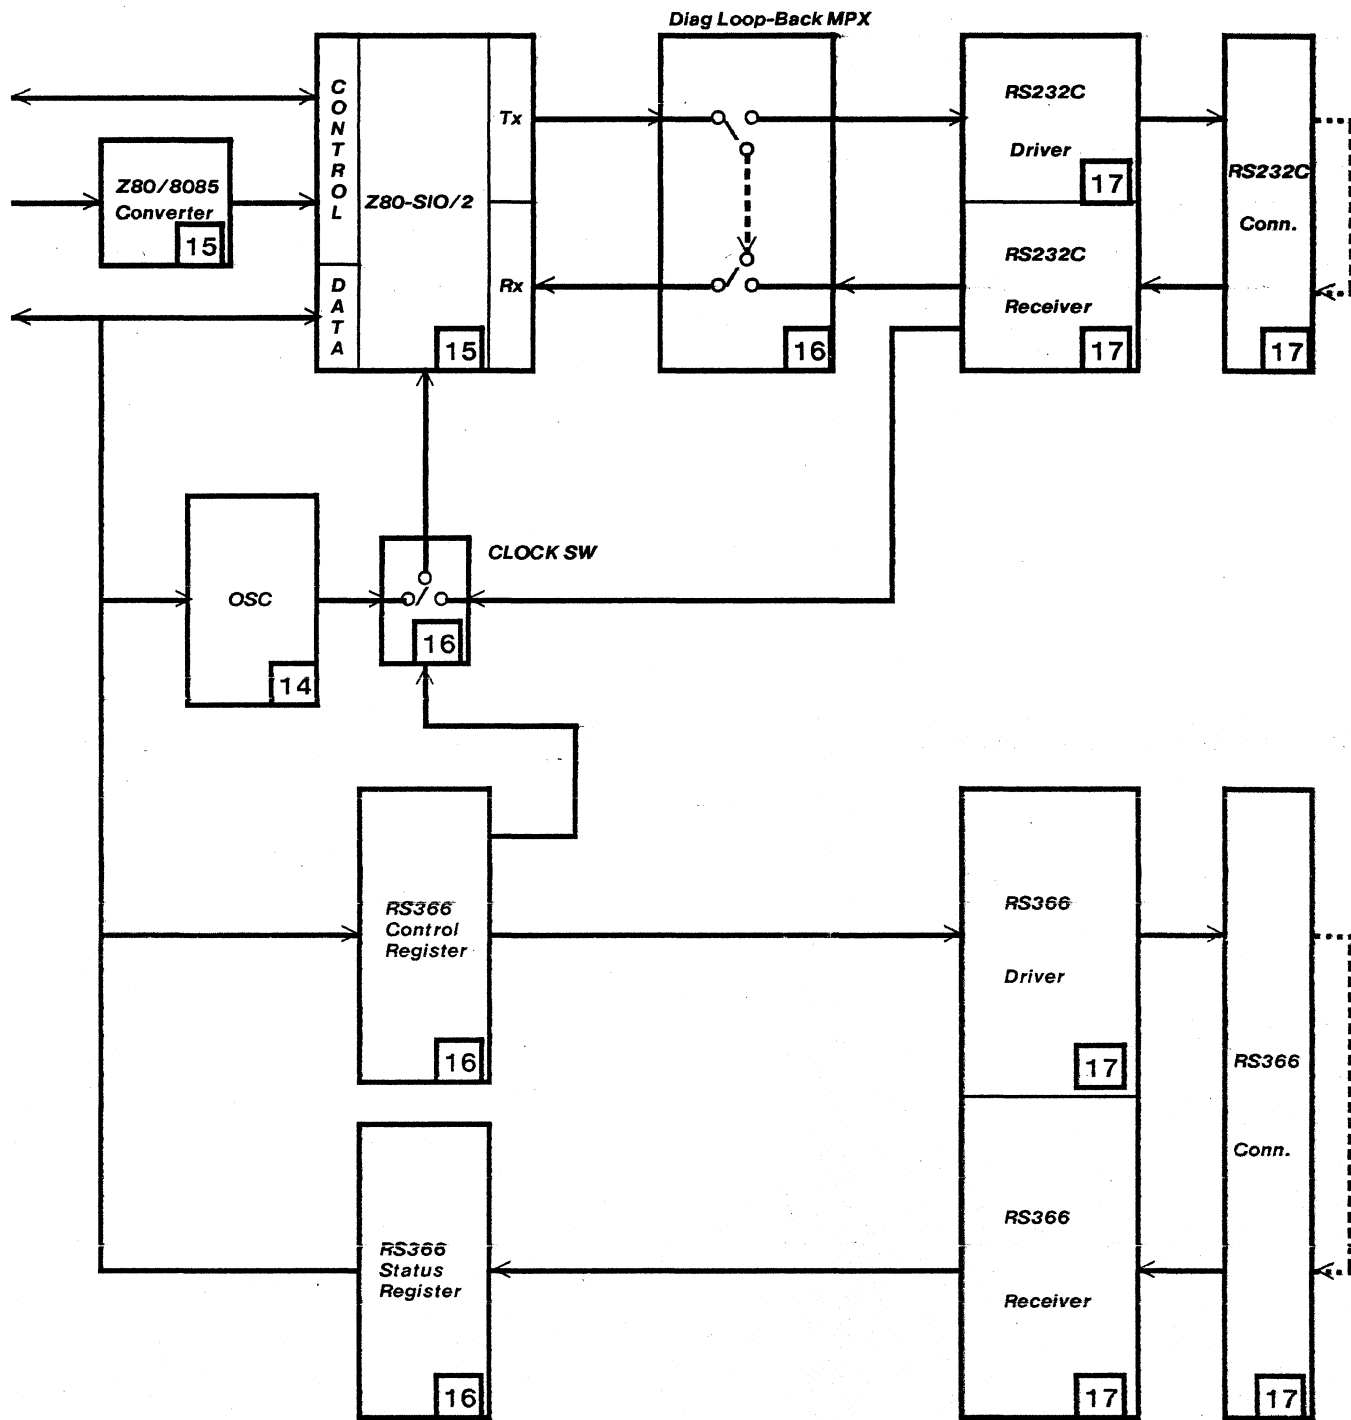 Diag Loop-Back MPX
CONTROL
DATA
Z80/8085
Converter
15
Z80-SIO/2
15
Tx
Rx
16
RS232C
Driver
17
RS232C
Receiver
17
RS232C
Conn.
17
OSC
14
CLOCK SW
16
RS366
Control
Register
16
RS366
Status
Register
16
RS366
Driver
17
RS366
Receiver
17
RS366
Conn.
17